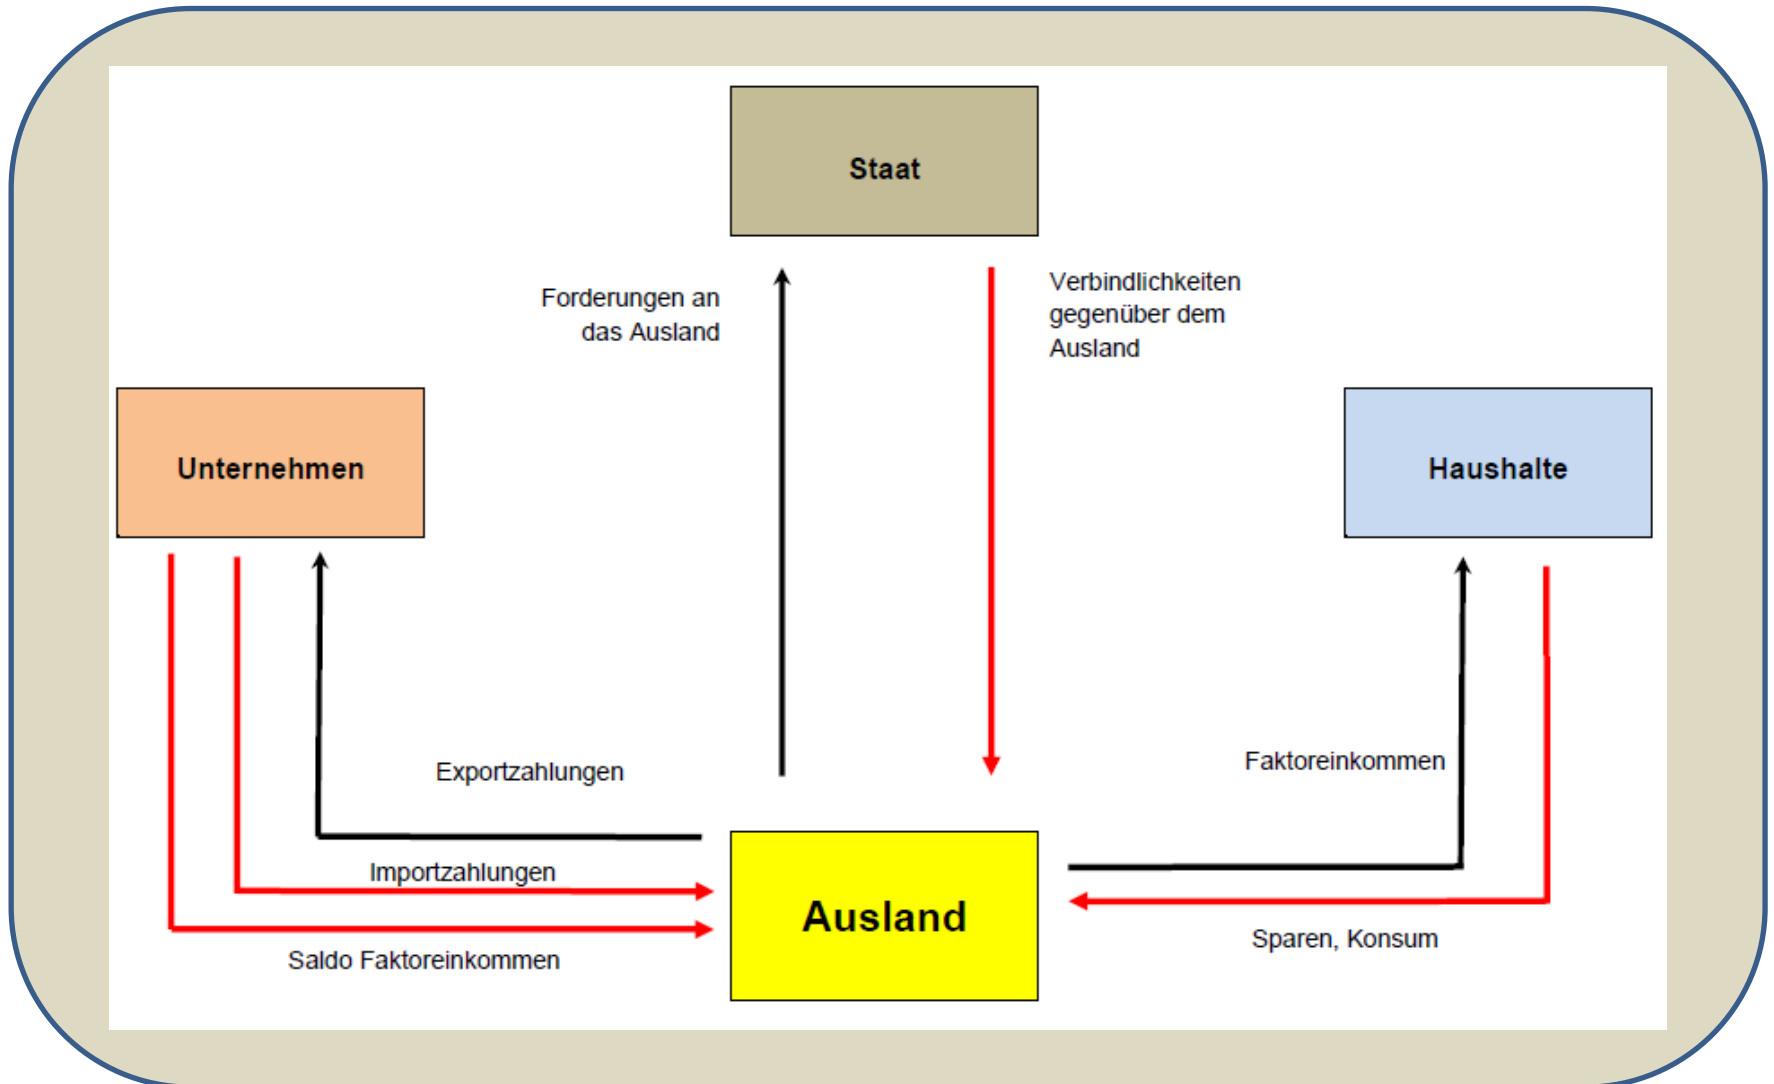 Staat
Forderungen an
das Ausland
Verbindlichkeiten
gegenüber dem
Ausland
Unternehmen
Haushalte
Exportzahlungen
Faktoreinkommen
Importzahlungen
Ausland
Saldo Faktoreinkommen
Sparen, Konsum